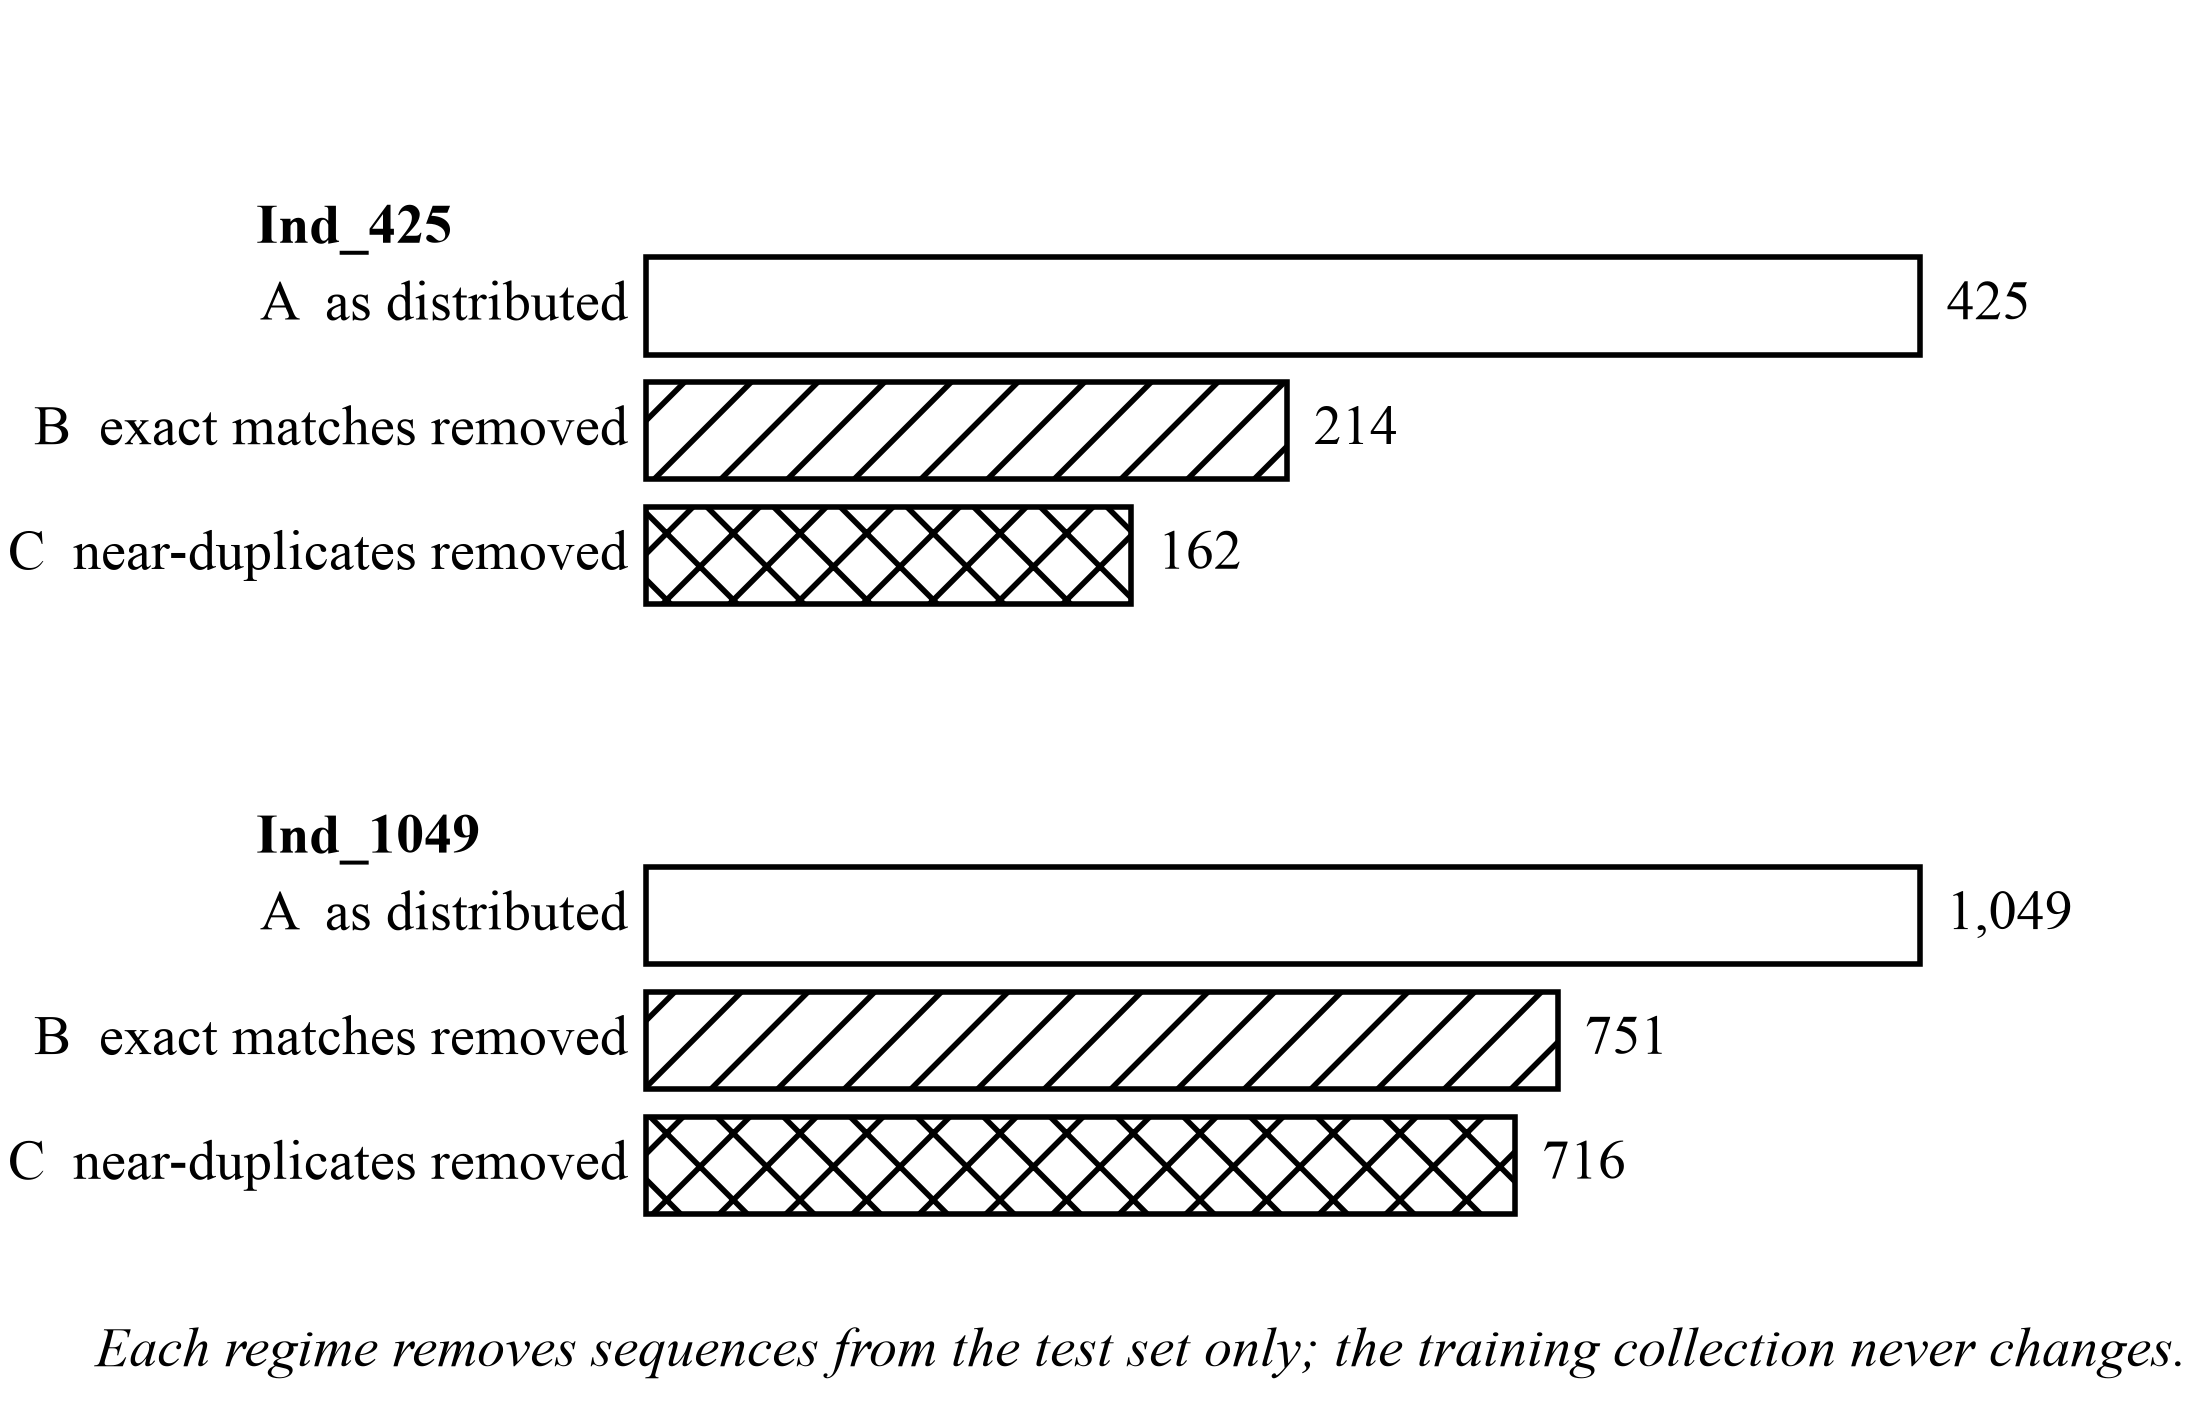 Ind_425
A as distributed 425
B exact matches removed 214
C near-duplicates removed 162
Ind_1049
A as distributed 1,049
B exact matches removed 751
C near-duplicates removed 716
Each regime removes sequences from the test set only; the training collection never changes.